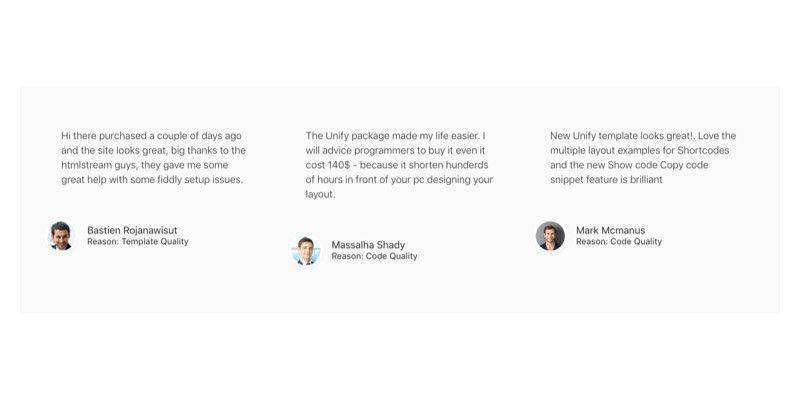 Hi there purchased a couple of days ago
and the site looks great, big thanks to the
htmlstream guys, they gave me some
great help with some fiddly setup issues.
Bastien Rojanawisut
Reason: Template Quality
The Unify package made my life easier. I
will advice programmers to buy it even it
cost 140$ - because it shorten hunderds
of hours in front of your pc designing your
layout.
Massalha Shady
Reason: Code Quality
New Unify template looks great!. Love the
multiple layout examples for Shortcodes
and the new Show code Copy code
snippet feature is brilliant
Mark Mcmanus
Reason: Code Quality